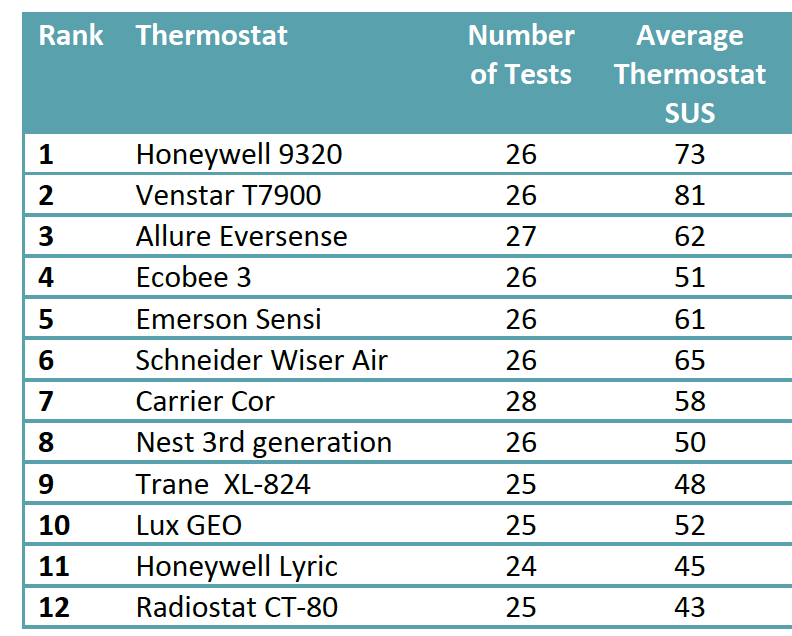 Rank Thermostat Number of Tests Average Thermostat SUS
1 Honeywell 9320 26 73
2 Venstar T7900 26 81
3 Allure Eversense 27 62
4 Ecobee 3 26 51
5 Emerson Sensi 26 61
6 Schneider Wiser Air 26 65
7 Carrier Cor 28 58
8 Nest 3rd generation 26 50
9 Trane  XL-824 25 48
10 Lux GEO 25 52
11 Honeywell Lyric 24 45
12 Radiostat CT-80 25 43